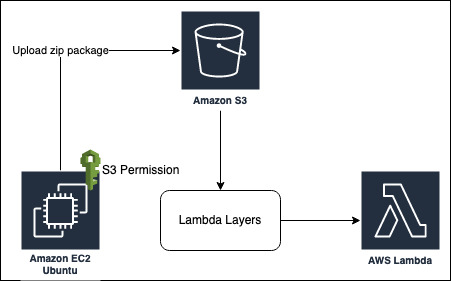 Upload zip package
Amazon S3
S3 Permission
Lambda Layers
Amazon EC2
Ubuntu
AWS Lambda